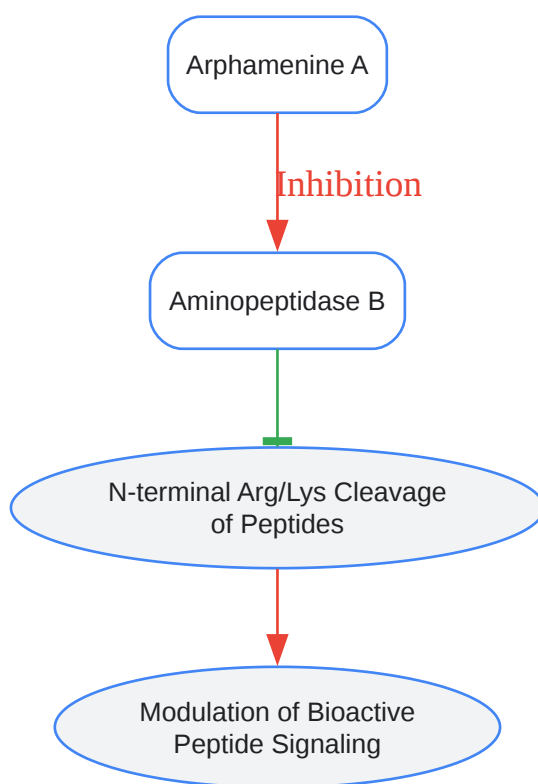 Arphamenine A
Inhibition
Aminopeptidase B
N-terminal Arg/Lys Cleavage
of Peptides
Modulation of Bioactive
Peptide Signaling